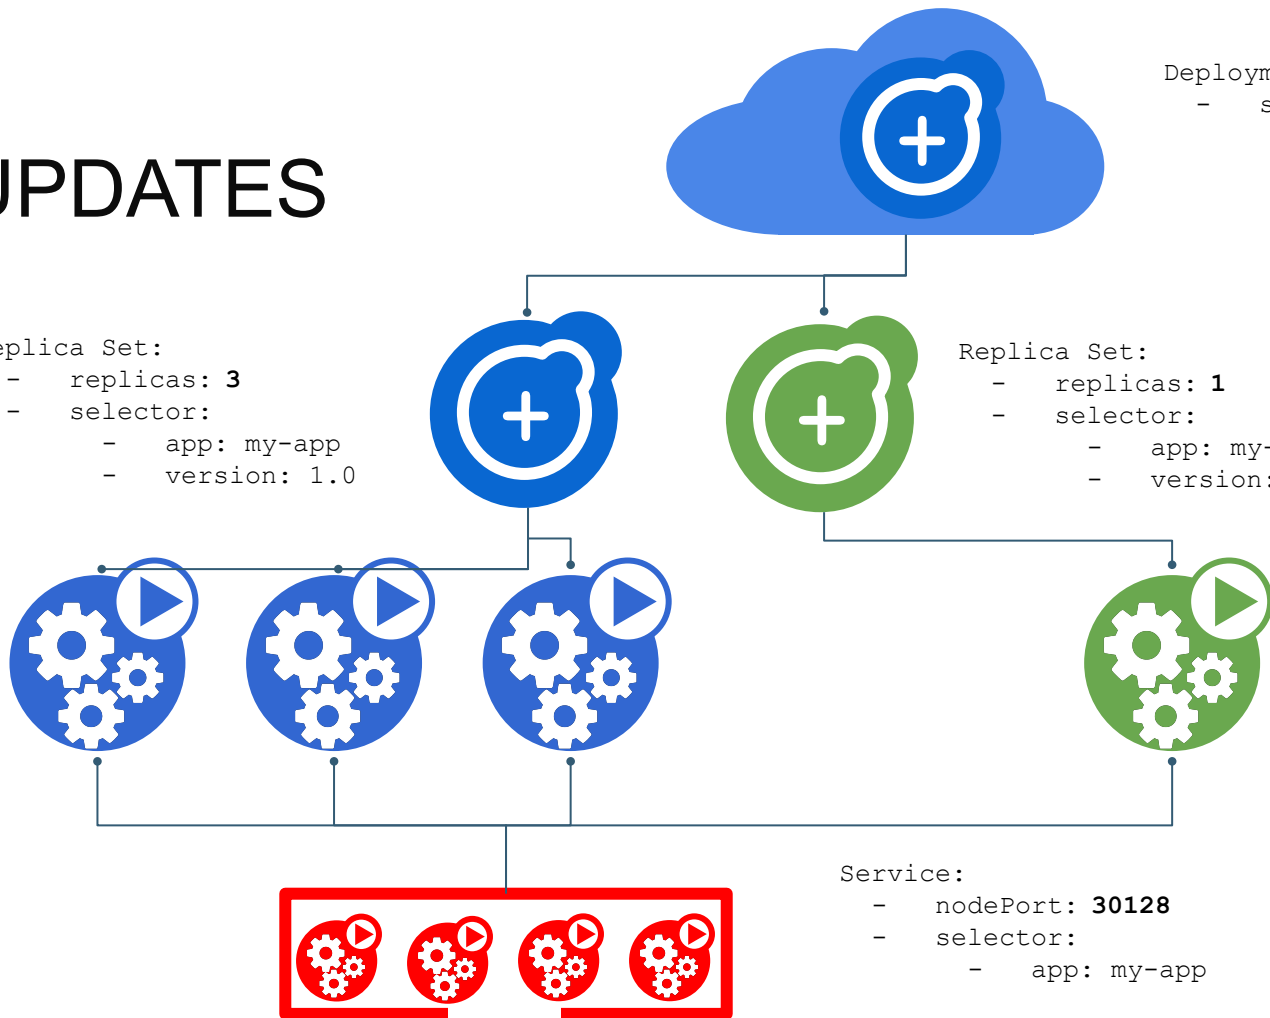 Deploym
- s
UPDATES
eplica Set:
- replicas: 3
- selector:
- app: my-app
- version: 1.0
Replica Set:
- replicas: 1
- selector:
- app: my-
- version:
Service:
- nodePort: 30128
- selector:
- app: my-app